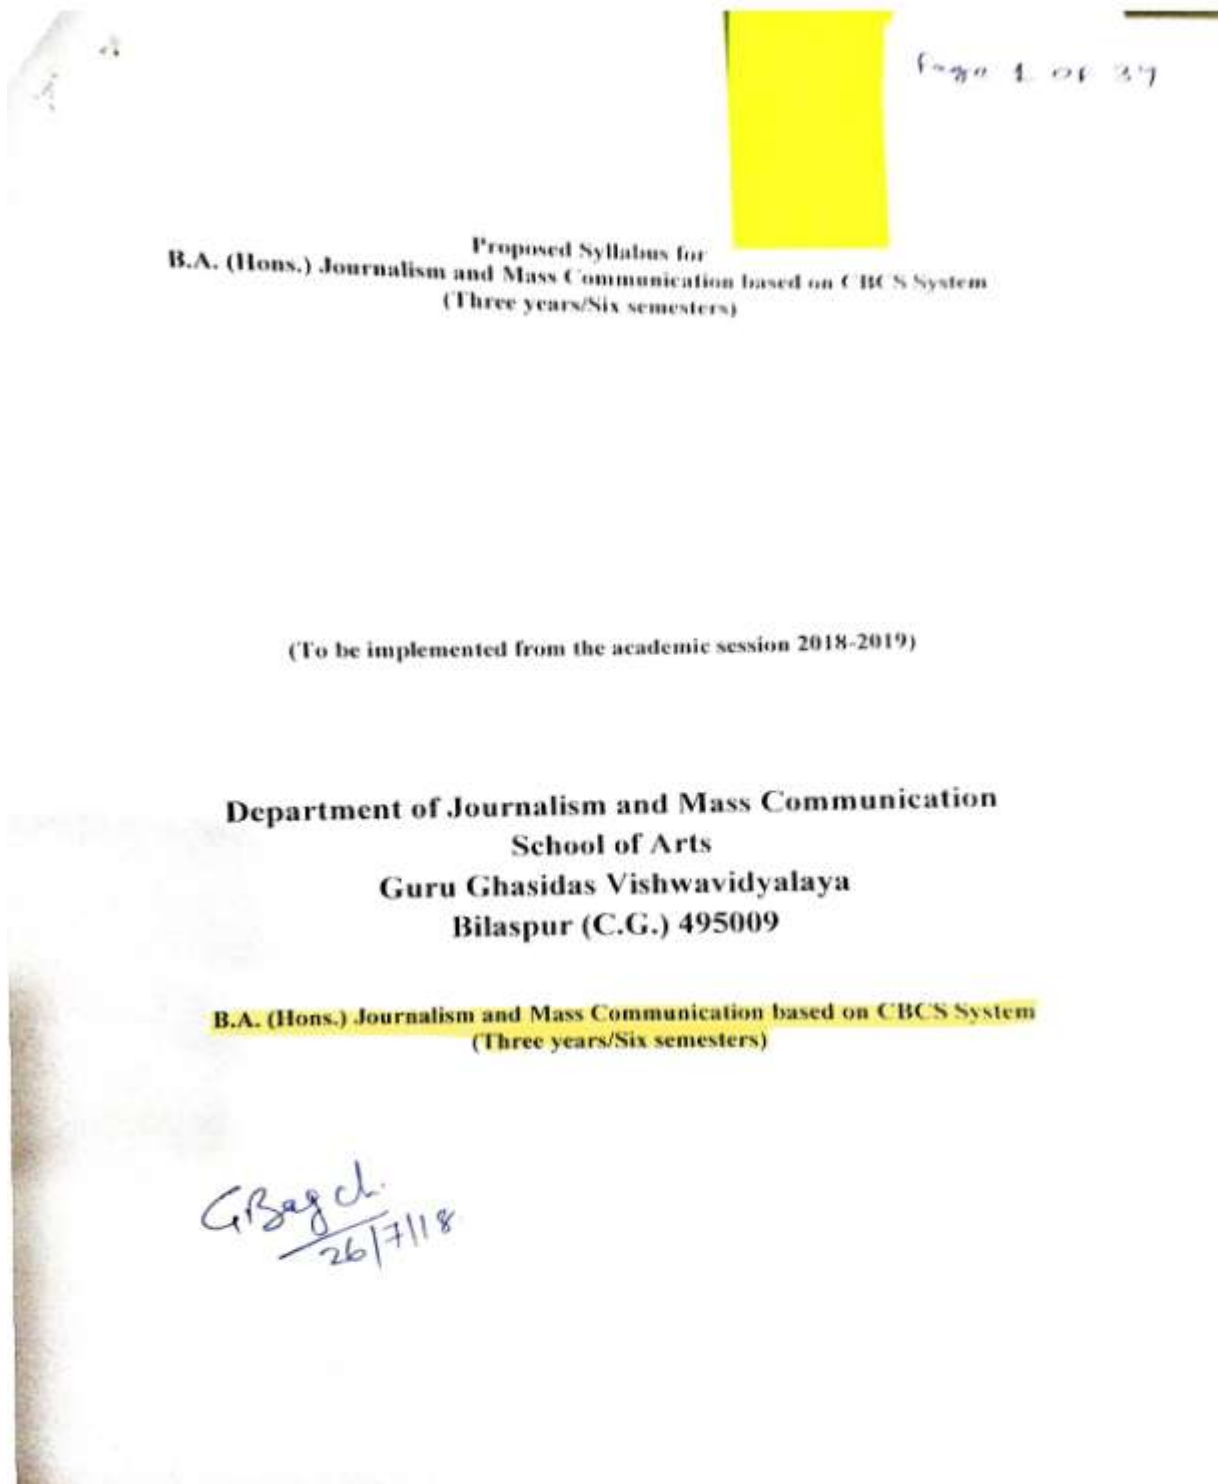 Page 1 of 37
Proposed Syllabus for
B.A. (Hons.) Journalism and Mass Communication based on CBCS System
(Three years/Six semesters)
(To be implemented from the academic session 2018-2019)
Department of Journalism and Mass Communication
School of Arts
Guru Ghasidas Vishwavidyalaya
Bilaspur (C.G.) 495009
B.A. (Hons.) Journalism and Mass Communication based on CBCS System
(Three years/Six semesters)
GBagchi
26/7/18